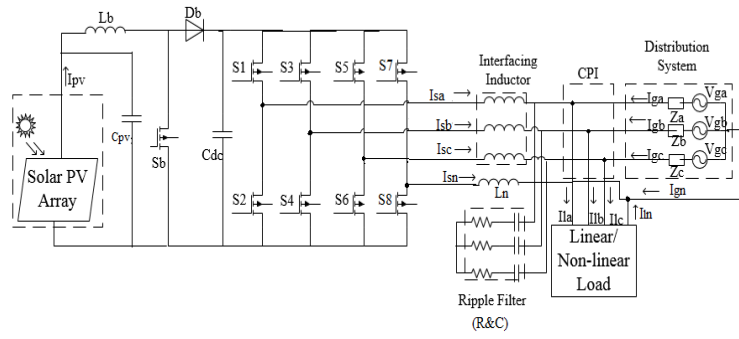 Lb
Db
Ipv
Cpv
Sb
Cdc
Solar PV
Array
S1
S3
S5
S7
S2
S4
S6
S8
Isa
Isb
Isc
Isn
Interfacing
Inductor
Ln
CPI
Distribution
System
Iga
Igb
Igc
Za
Zb
Zc
Vga
Vgb
Vgc
Ign
Ila
Ilb
Ilc
Iln
Linear/
Non-linear
Load
Ripple Filter
(R&C)